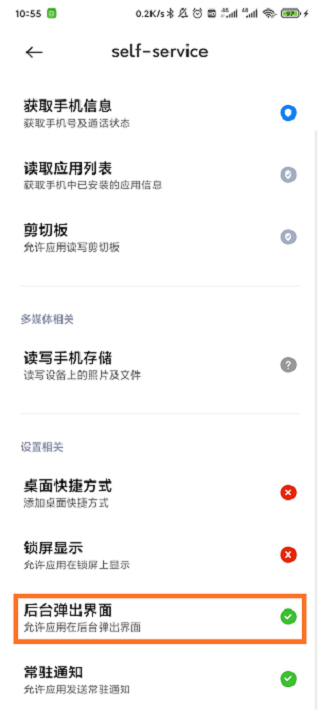 10:55 0.2K/s
self-service
获取手机信息
获取手机号及通话状态
读取应用列表
获取手机中已安装的应用信息
剪切板
允许应用读写剪切板
多媒体相关
读写手机存储
读写设备上的照片及文件
设置相关
桌面快捷方式
添加桌面快捷方式
锁屏显示
允许应用在锁屏上显示
后台弹出界面
允许应用在后台弹出界面
常驻通知
允许应用发送常驻通知